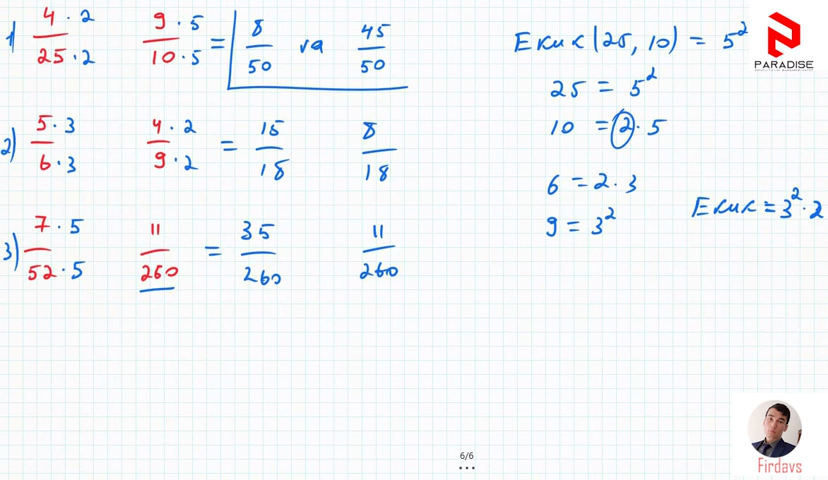 1) 4 · 2 / 25 · 2    9 · 5 / 10 · 5 = 8/50 va 45/50
2) 5 · 3 / 6 · 3    4 · 2 / 9 · 2 = 15/18    8/18
3) 7 · 5 / 52 · 5    11/260 = 35/260    11/260
Екик (25, 10) = 5²
25 = 5²
10 = 2 · 5
6 = 2 · 3
9 = 3²
Екик = 3² · 2
PARADISE
6/6
Firdavs